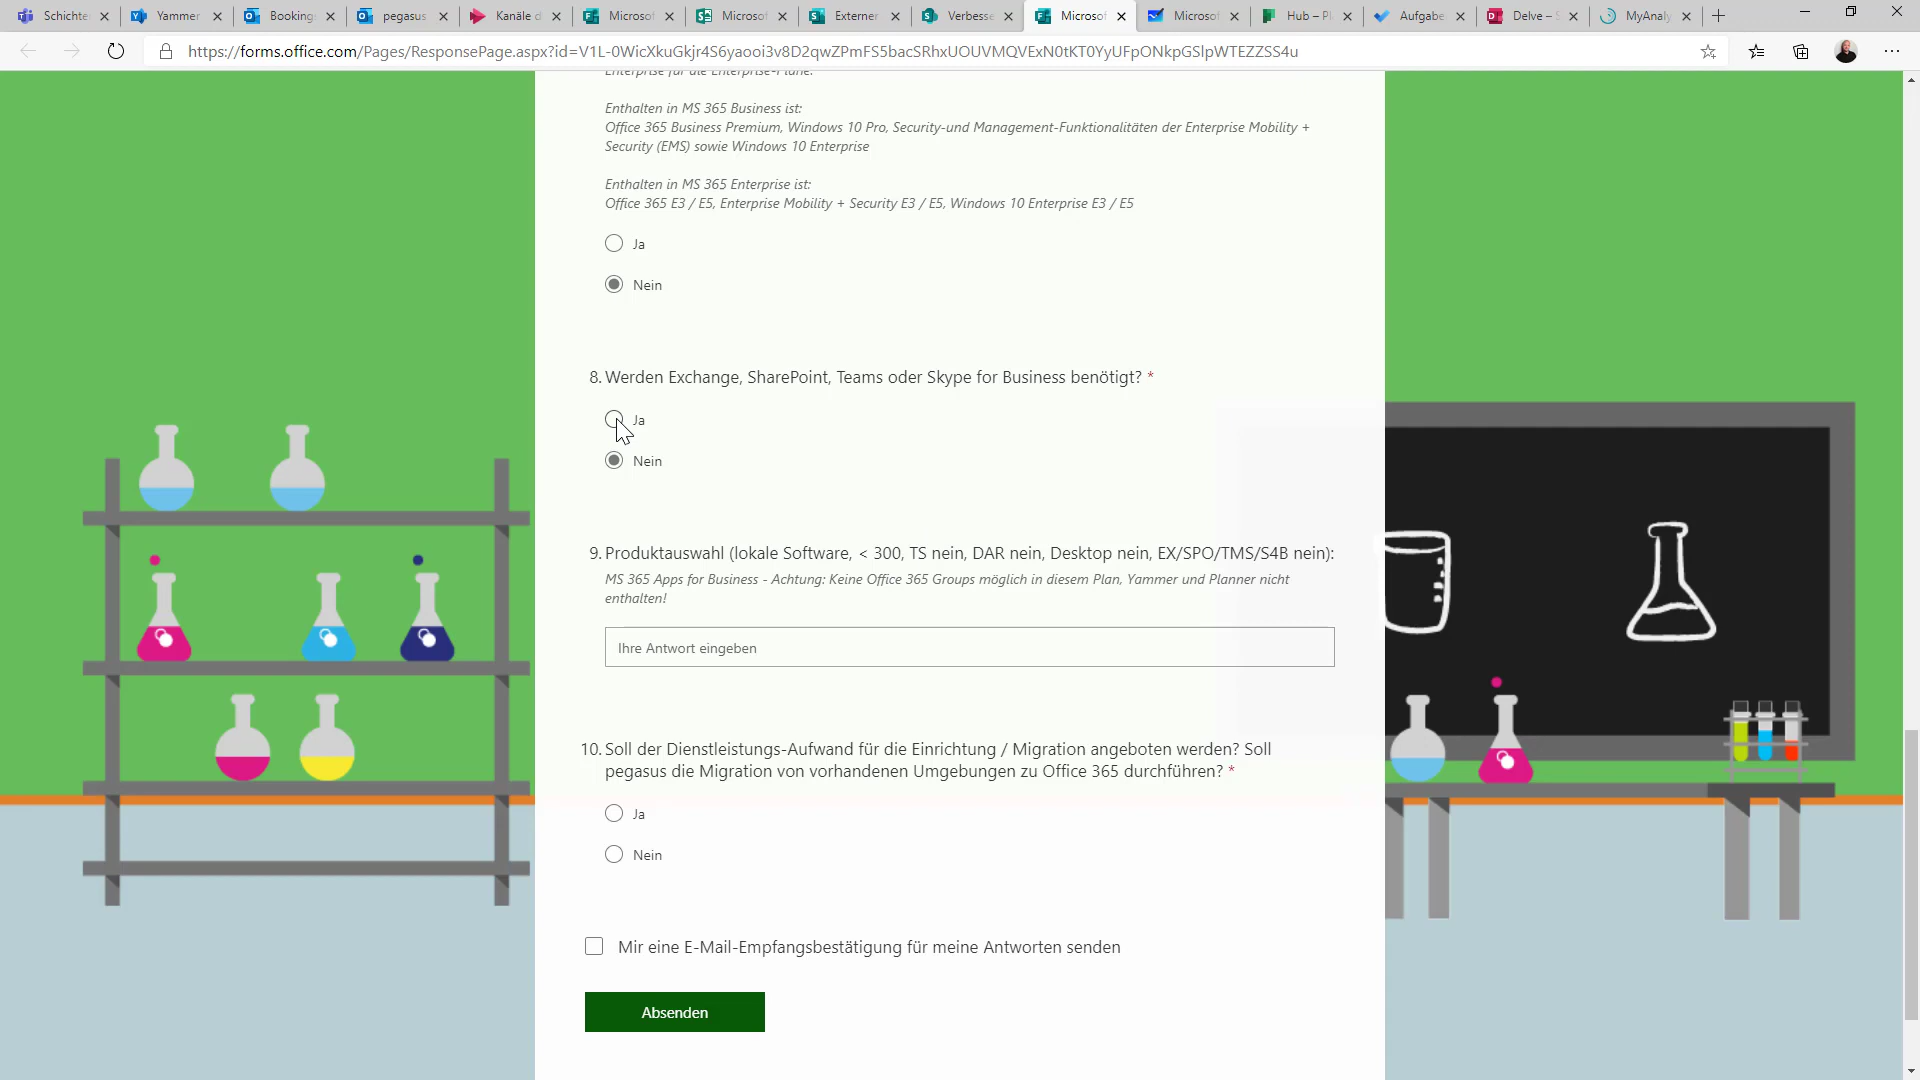 Schichte
Yammer
Booking
pegasus
Kanäle d
Microsof
Microsof
Externer
Verbesse
Microsof
Microsof
Hub – Pl
Aufgabe
Delve – S
MyAnaly
https://forms.office.com/Pages/ResponsePage.aspx?id=V1L-0WicXkuGkjr4S6yaooi3v8D2qwZPmFS5bacSRhxUOUVMQVExN0tKT0YyUFpONkpGSlpWTEZZSS4u
Enterprise für die Enterprise-Pläne.
Enthalten in MS 365 Business ist:
Office 365 Business Premium, Windows 10 Pro, Security-und Management-Funktionalitäten der Enterprise Mobility +
Security (EMS) sowie Windows 10 Enterprise
Enthalten in MS 365 Enterprise ist:
Office 365 E3 / E5, Enterprise Mobility + Security E3 / E5, Windows 10 Enterprise E3 / E5
Ja
Nein
8. Werden Exchange, SharePoint, Teams oder Skype for Business benötigt? *
Ja
Nein
9. Produktauswahl (lokale Software, < 300, TS nein, DAR nein, Desktop nein, EX/SPO/TMS/S4B nein):
MS 365 Apps for Business - Achtung: Keine Office 365 Groups möglich in diesem Plan, Yammer und Planner nicht
enthalten!
Ihre Antwort eingeben
10. Soll der Dienstleistungs-Aufwand für die Einrichtung / Migration angeboten werden? Soll
pegasus die Migration von vorhandenen Umgebungen zu Office 365 durchführen? *
Ja
Nein
Mir eine E-Mail-Empfangsbestätigung für meine Antworten senden
Absenden